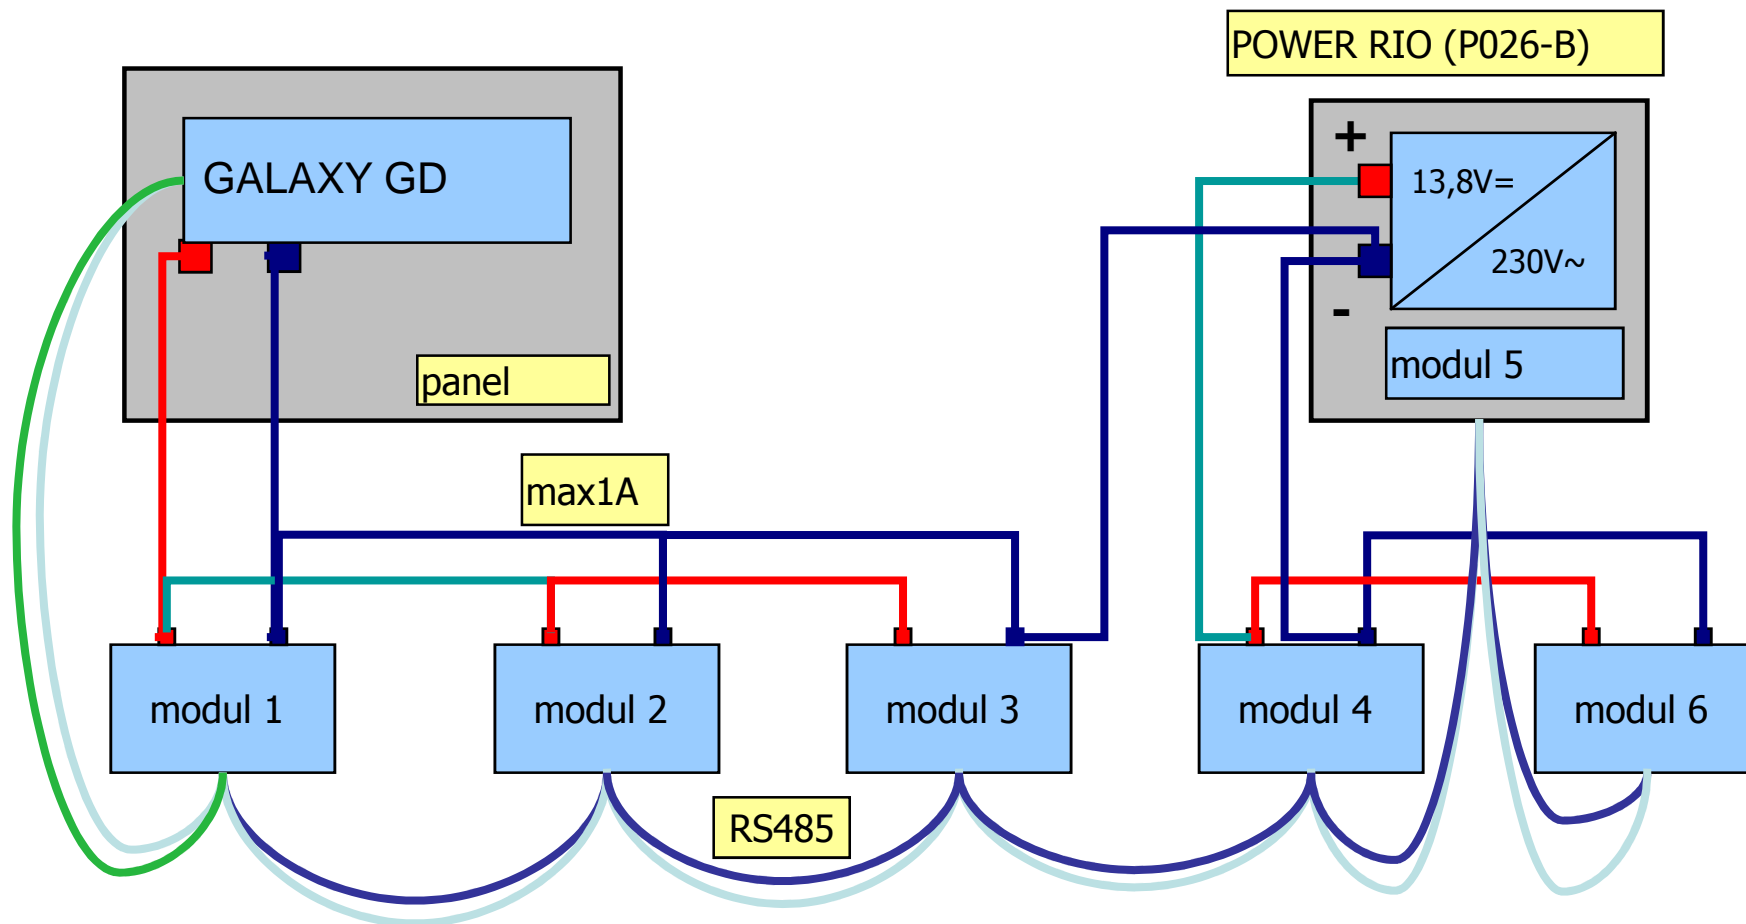 POWER RIO (P026-B)
GALAXY GD
+
13,8V=
230V~
-
modul 5
panel
max1A
modul 1
modul 2
modul 3
modul 4
modul 6
RS485